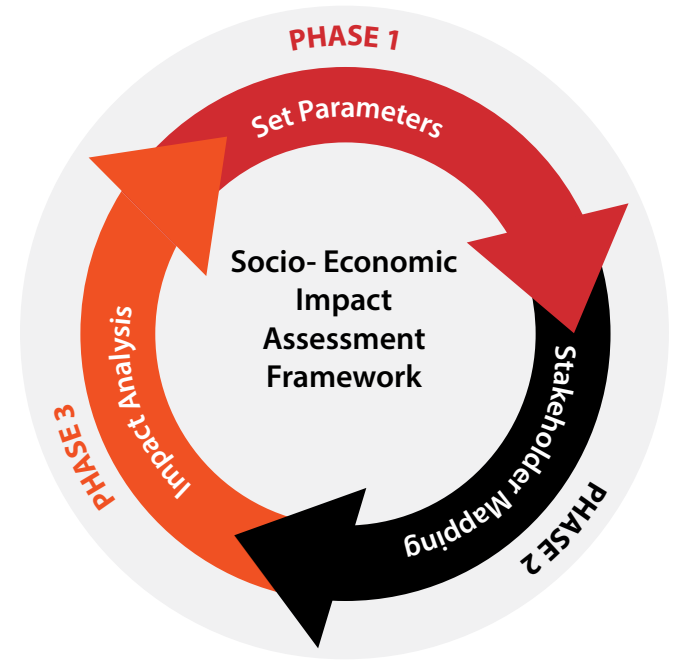 PHASE 1
Set Parameters
Socio- Economic
Impact
Assessment
Framework
Stakeholder Mapping
PHASE 2
Impact Analysis
PHASE 3